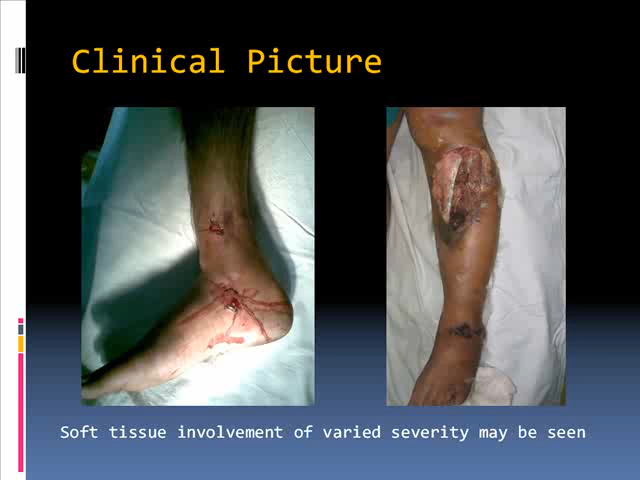 Clinical Picture
Soft tissue involvement of varied severity may be seen